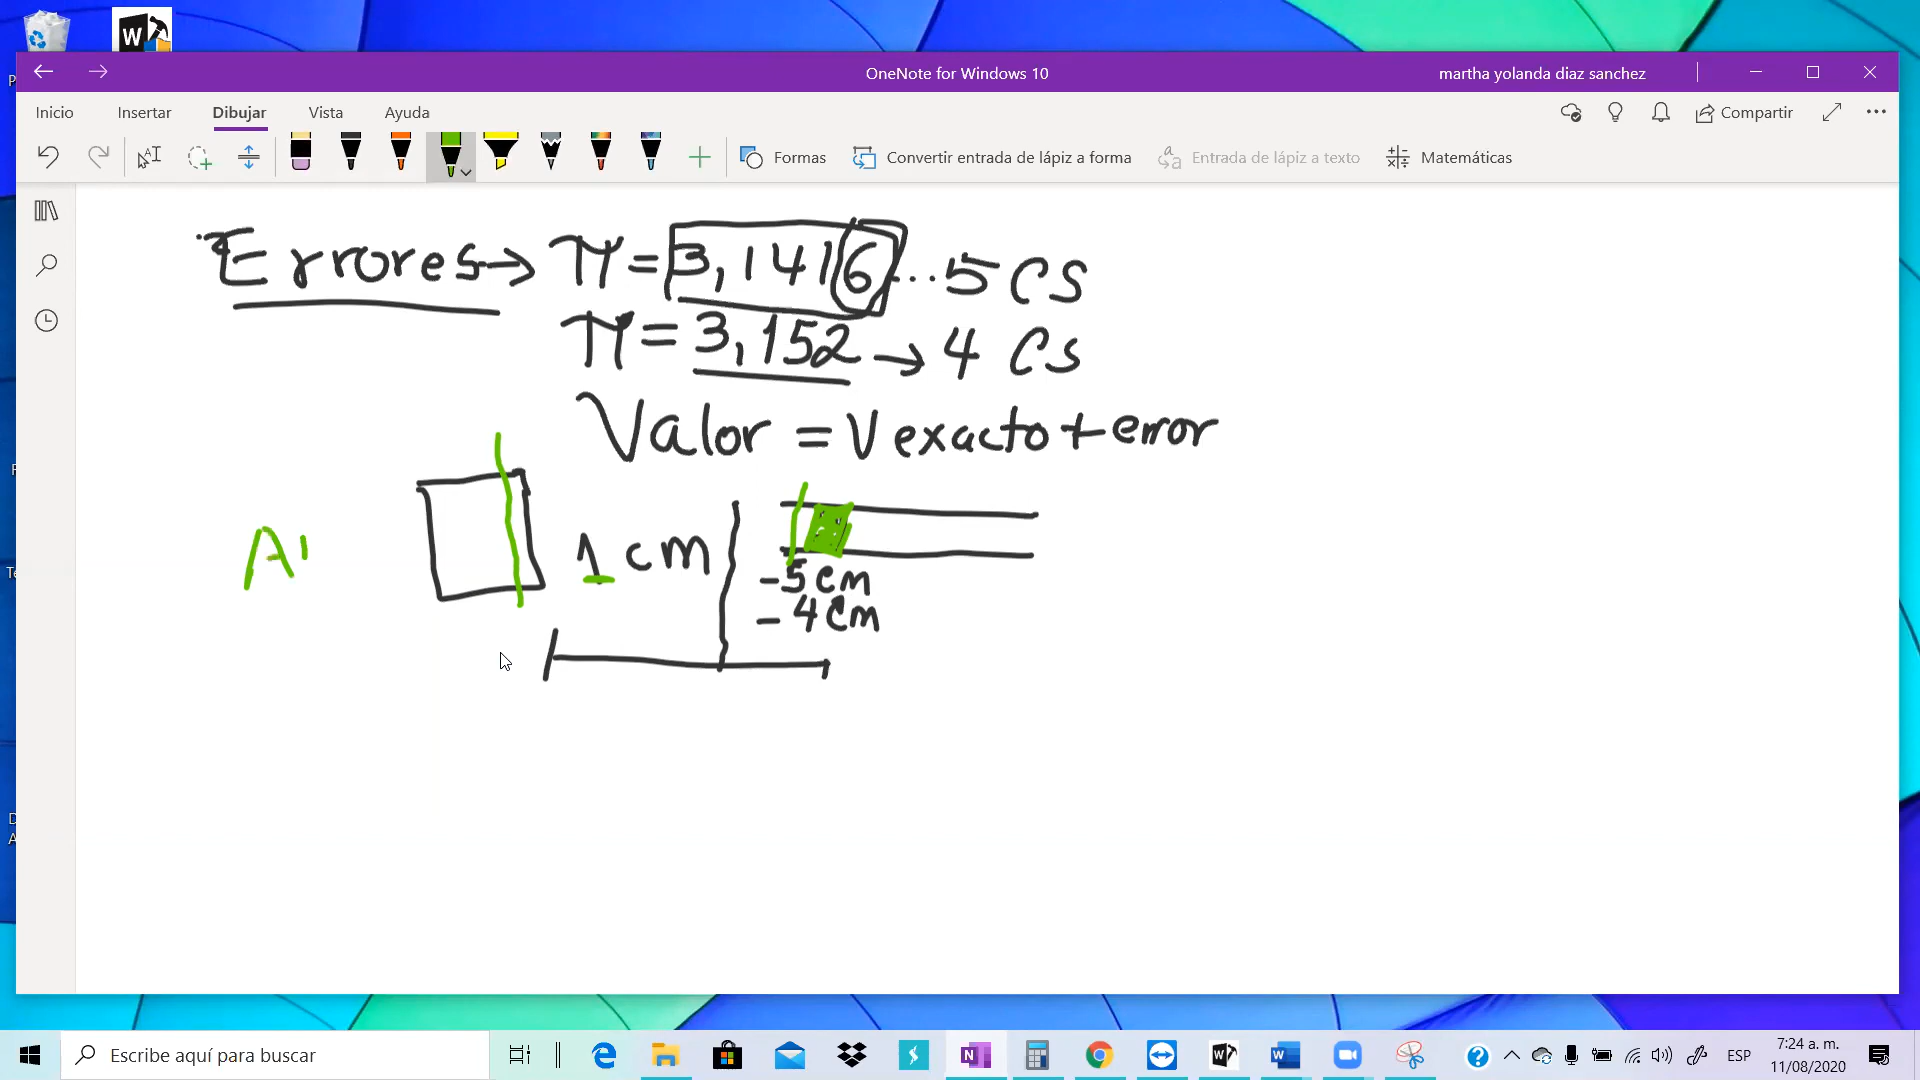 W
OneNote for Windows 10
martha yolanda diaz sanchez
Inicio Insertar Dibujar Vista Ayuda
Compartir
Formas
Convertir entrada de lápiz a forma
Entrada de lápiz a texto
Matemáticas
Errores → π = 3,1416... 5 CS
π = 3,152 → 4 CS
Valor = V exacto + error
A1
1 cm
-5 cm
- 4 cm
Escribe aquí para buscar
ESP
7:24 a. m.
11/08/2020